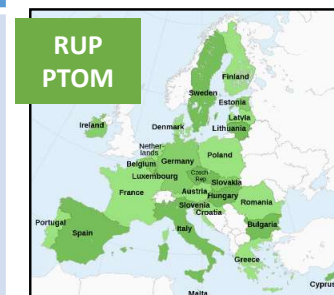 RUP
PTOM
Finland
Sweden
Estonia
Latvia
Lithuania
Ireland
Denmark
Nether-
lands
Poland
Belgium
Germany
Luxembourg
Czech
Rep.
Slovakia
France
Austria
Hungary
Slovenia
Romania
Croatia
Portugal
Spain
Italy
Bulgaria
Greece
Malta
Cyprus